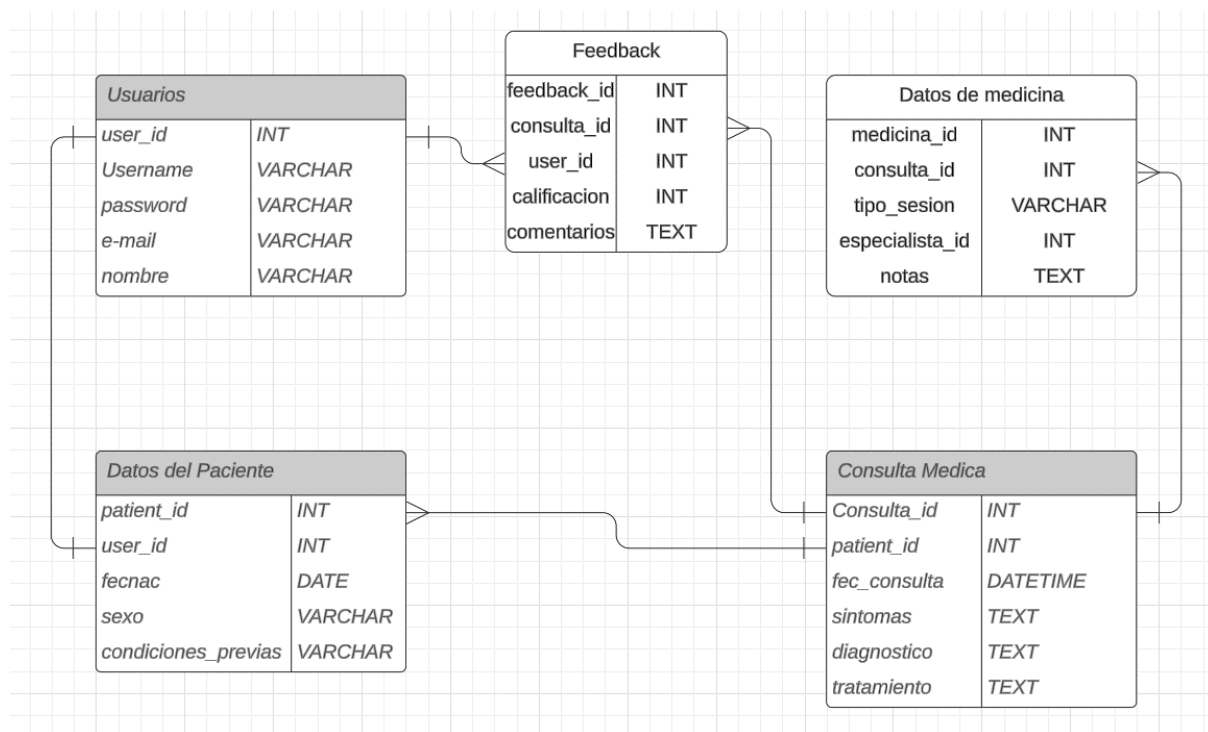 Feedback
feedback_id INT
consulta_id INT
user_id INT
calificacion INT
comentarios TEXT
Usuarios
user_id INT
Username VARCHAR
password VARCHAR
e-mail VARCHAR
nombre VARCHAR
Datos de medicina
medicina_id INT
consulta_id INT
tipo_sesion VARCHAR
especialista_id INT
notas TEXT
Datos del Paciente
patient_id INT
user_id INT
fecnac DATE
sexo VARCHAR
condiciones_previas VARCHAR
Consulta Medica
Consulta_id INT
patient_id INT
fec_consulta DATETIME
sintomas TEXT
diagnostico TEXT
tratamiento TEXT